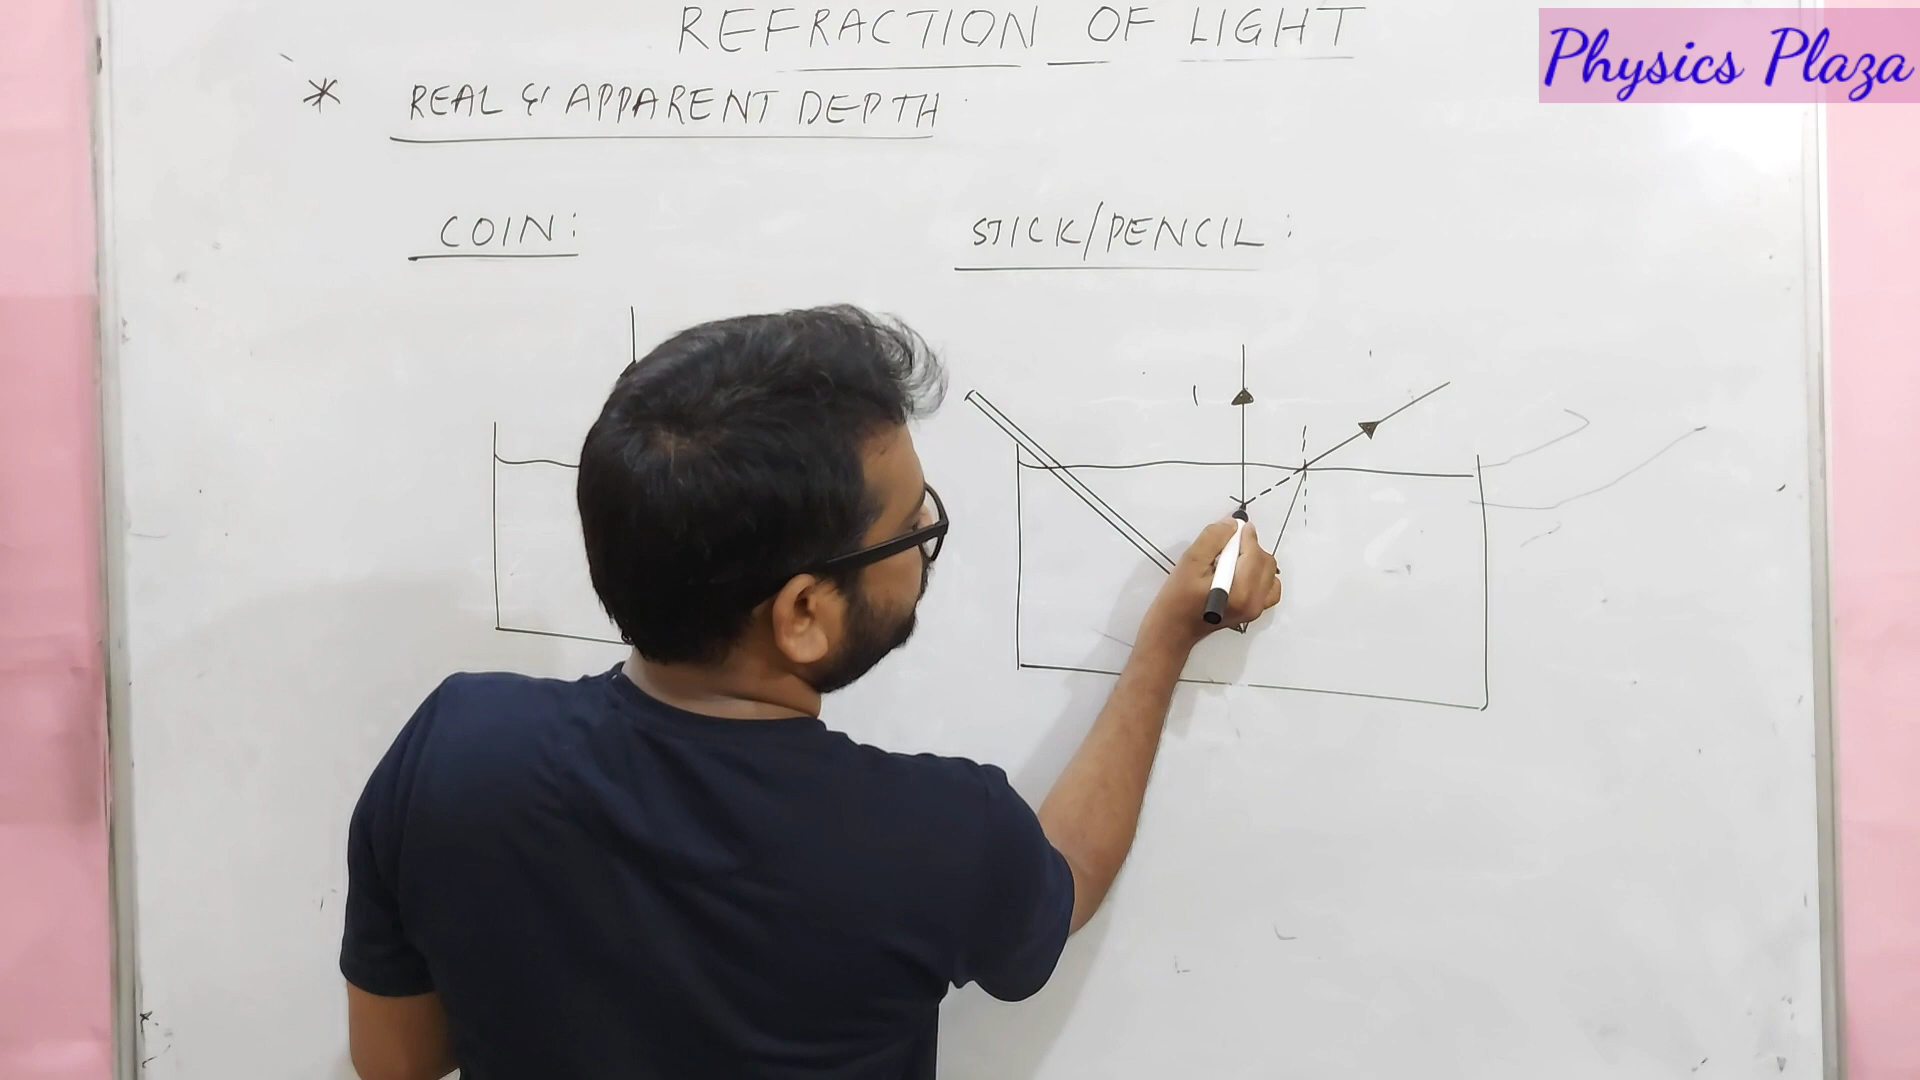 REFRACTION OF LIGHT
Physics Plaza
* REAL & APPARENT DEPTH
COIN:
STICK/PENCIL: